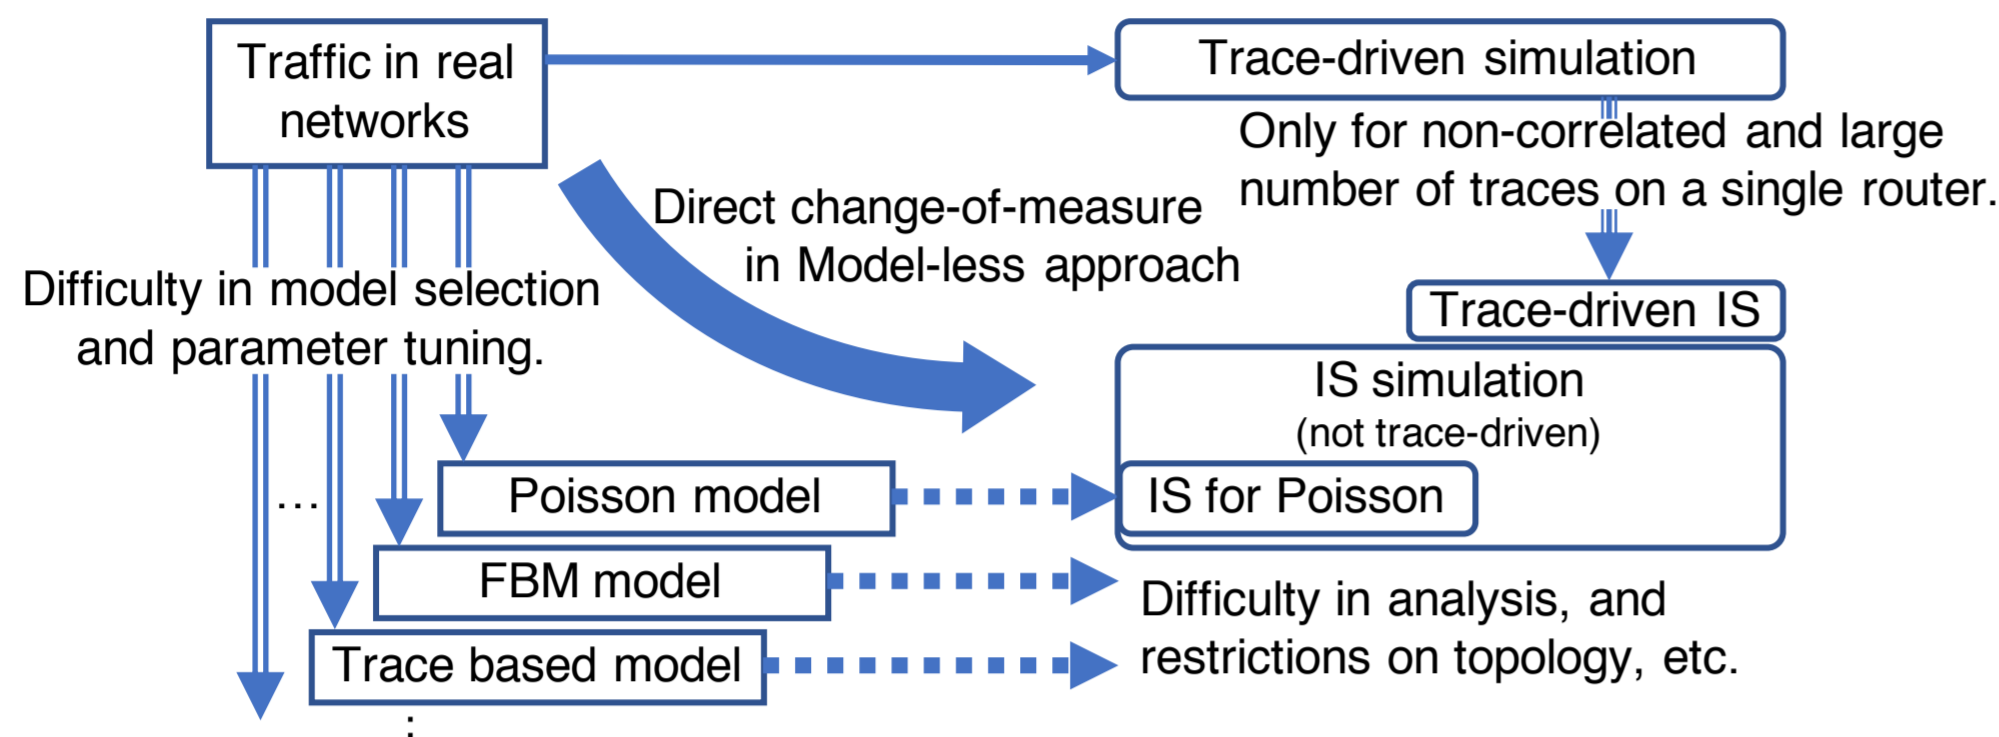 Traffic in real
networks
Trace-driven simulation
Only for non-correlated and large
number of traces on a single router.
Direct change-of-measure
in Model-less approach
Difficulty in model selection
and parameter tuning.
Trace-driven IS
IS simulation
(not trace-driven)
...
Poisson model
IS for Poisson
FBM model
Difficulty in analysis, and
restrictions on topology, etc.
Trace based model
: